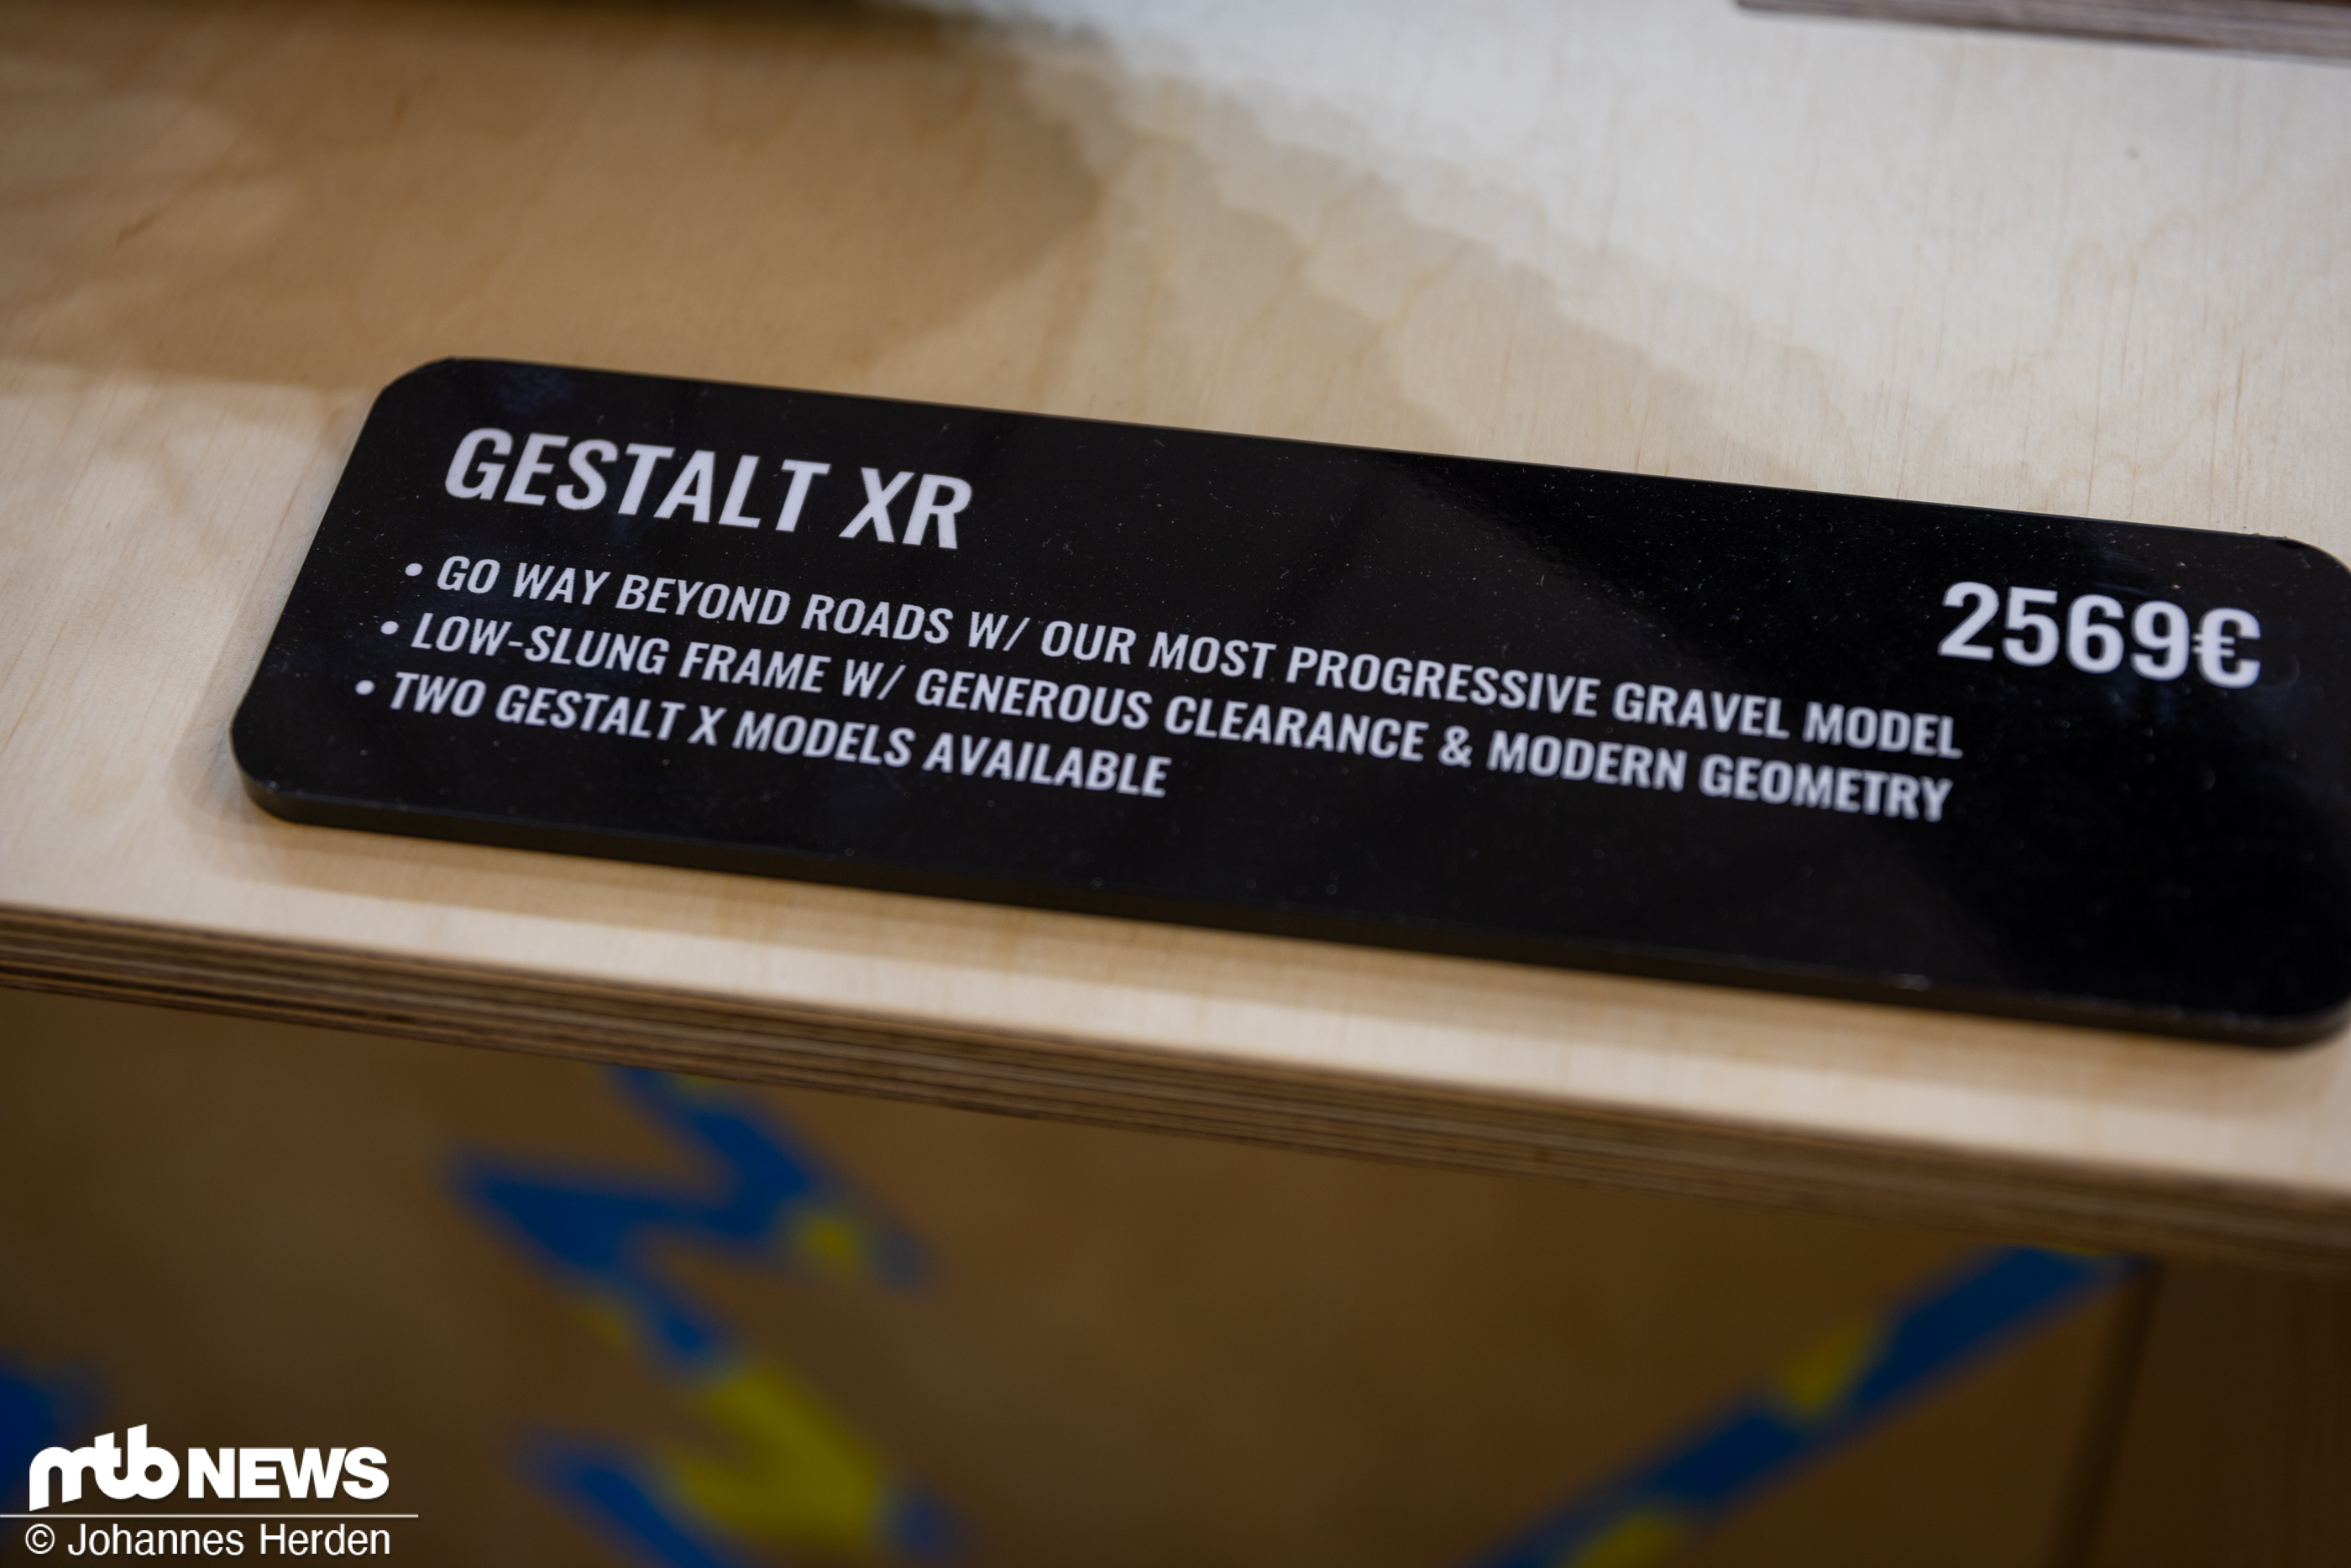 GESTALT XR
2569€
• GO WAY BEYOND ROADS W/ OUR MOST PROGRESSIVE GRAVEL MODEL
• LOW-SLUNG FRAME W/ GENEROUS CLEARANCE & MODERN GEOMETRY
• TWO GESTALT X MODELS AVAILABLE
mtb NEWS
© Johannes Herden